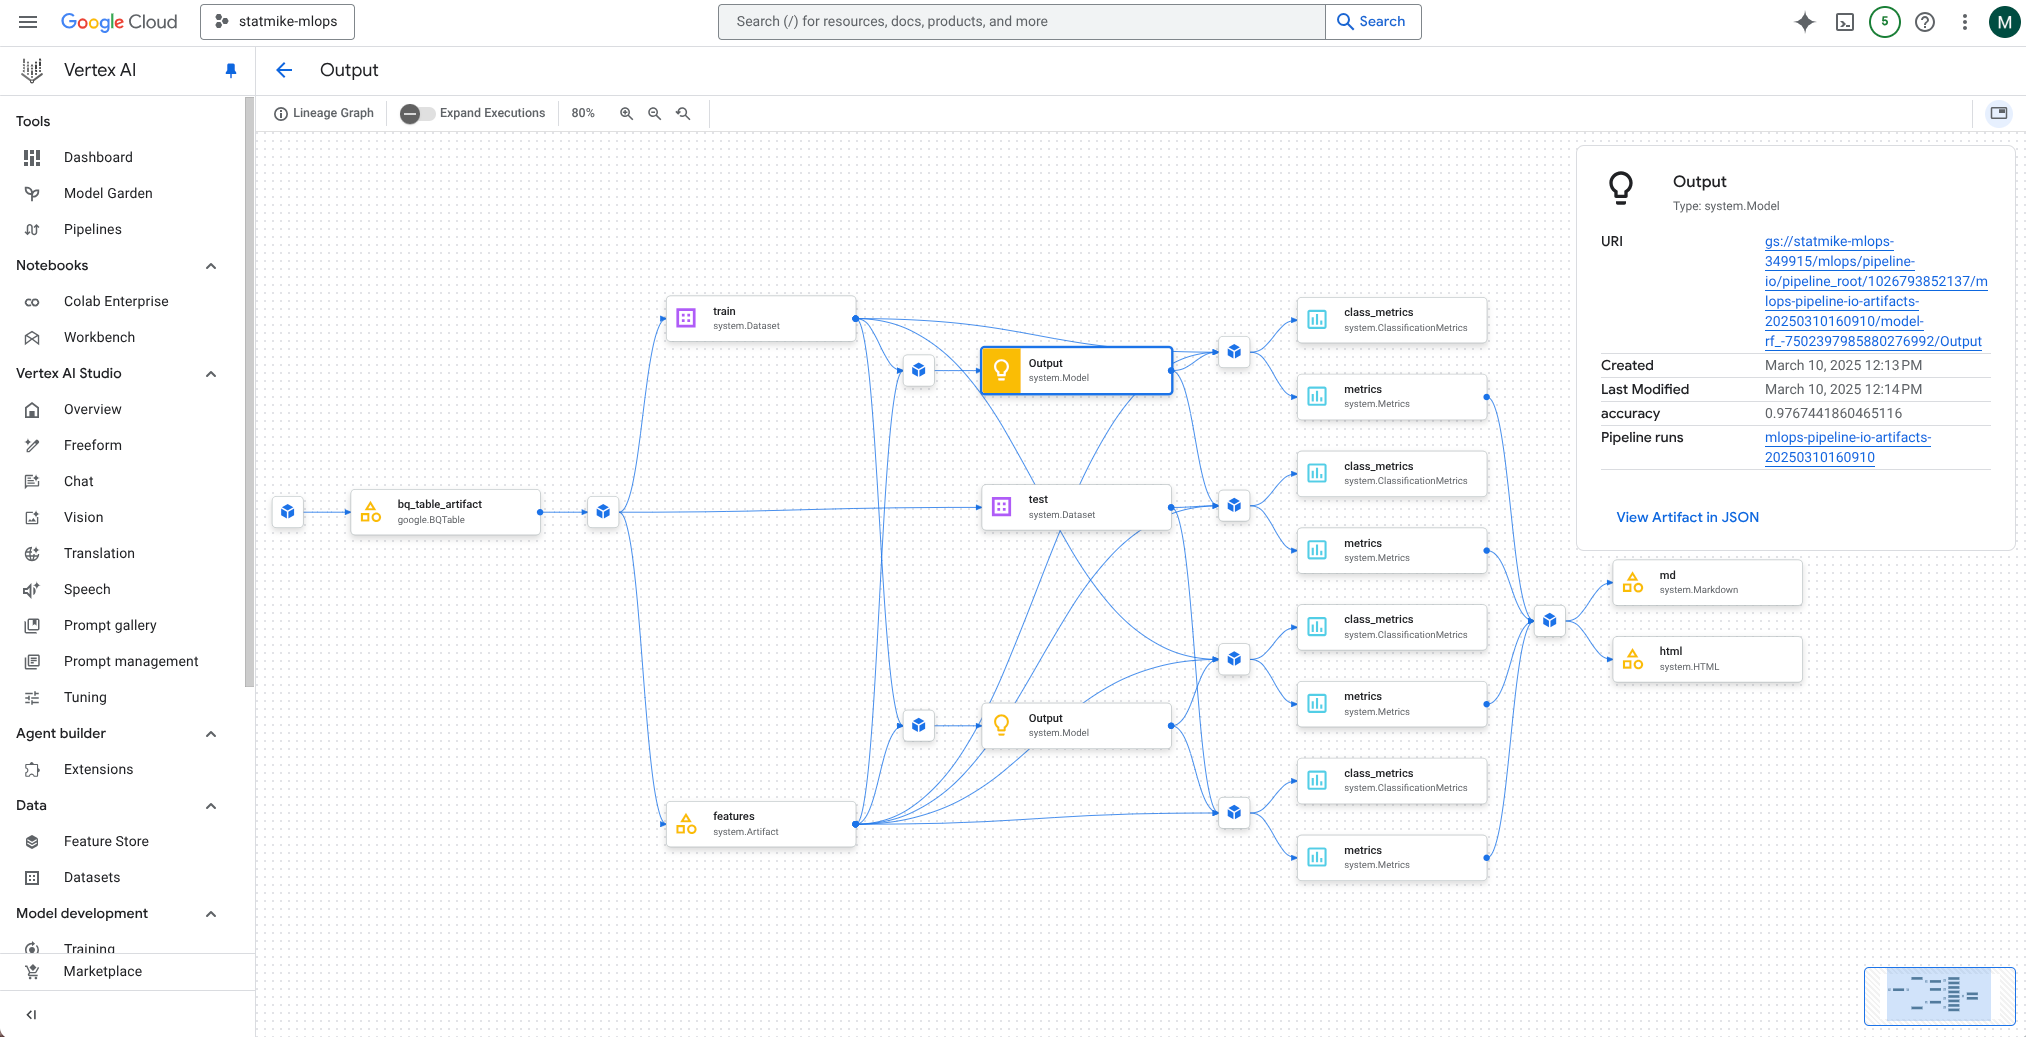 Google Cloud
statmike-mlops
Search (/) for resources, docs, products, and more
Search
5
M
Vertex AI
Output
Lineage Graph
Expand Executions
80%
Tools
Dashboard
Model Garden
Pipelines
Notebooks
Colab Enterprise
Workbench
Vertex AI Studio
Overview
Freeform
Chat
Vision
Translation
Speech
Prompt gallery
Prompt management
Tuning
Agent builder
Extensions
Data
Feature Store
Datasets
Model development
Training
Marketplace
bq_table_artifact
google.BQTable
train
system.Dataset
features
system.Artifact
Output
system.Model
test
system.Dataset
Output
system.Model
class_metrics
system.ClassificationMetrics
metrics
system.Metrics
class_metrics
system.ClassificationMetrics
metrics
system.Metrics
class_metrics
system.ClassificationMetrics
metrics
system.Metrics
class_metrics
system.ClassificationMetrics
metrics
system.Metrics
md
system.Markdown
html
system.HTML
Output
Type: system.Model
URI
gs://statmike-mlops-
349915/mlops/pipeline-
io/pipeline_root/1026793852137/m
lops-pipeline-io-artifacts-
20250310160910/model-
rf_-7502397985880276992/Output
Created
March 10, 2025 12:13 PM
Last Modified
March 10, 2025 12:14 PM
accuracy
0.9767441860465116
Pipeline runs
mlops-pipeline-io-artifacts-
20250310160910
View Artifact in JSON